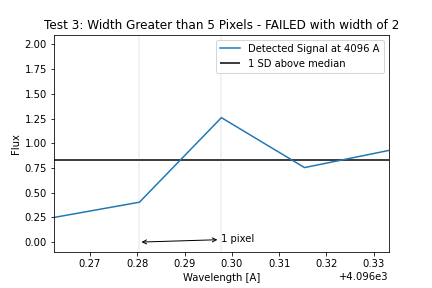 Test 3: Width Greater than 5 Pixels - FAILED with width of 2
2.00
1.75
1.50
1.25
1.00
0.75
0.50
0.25
0.00
Flux
Detected Signal at 4096 A
1 SD above median
1 pixel
0.27 0.28 0.29 0.30 0.31 0.32 0.33
Wavelength [A]
+4.096e3